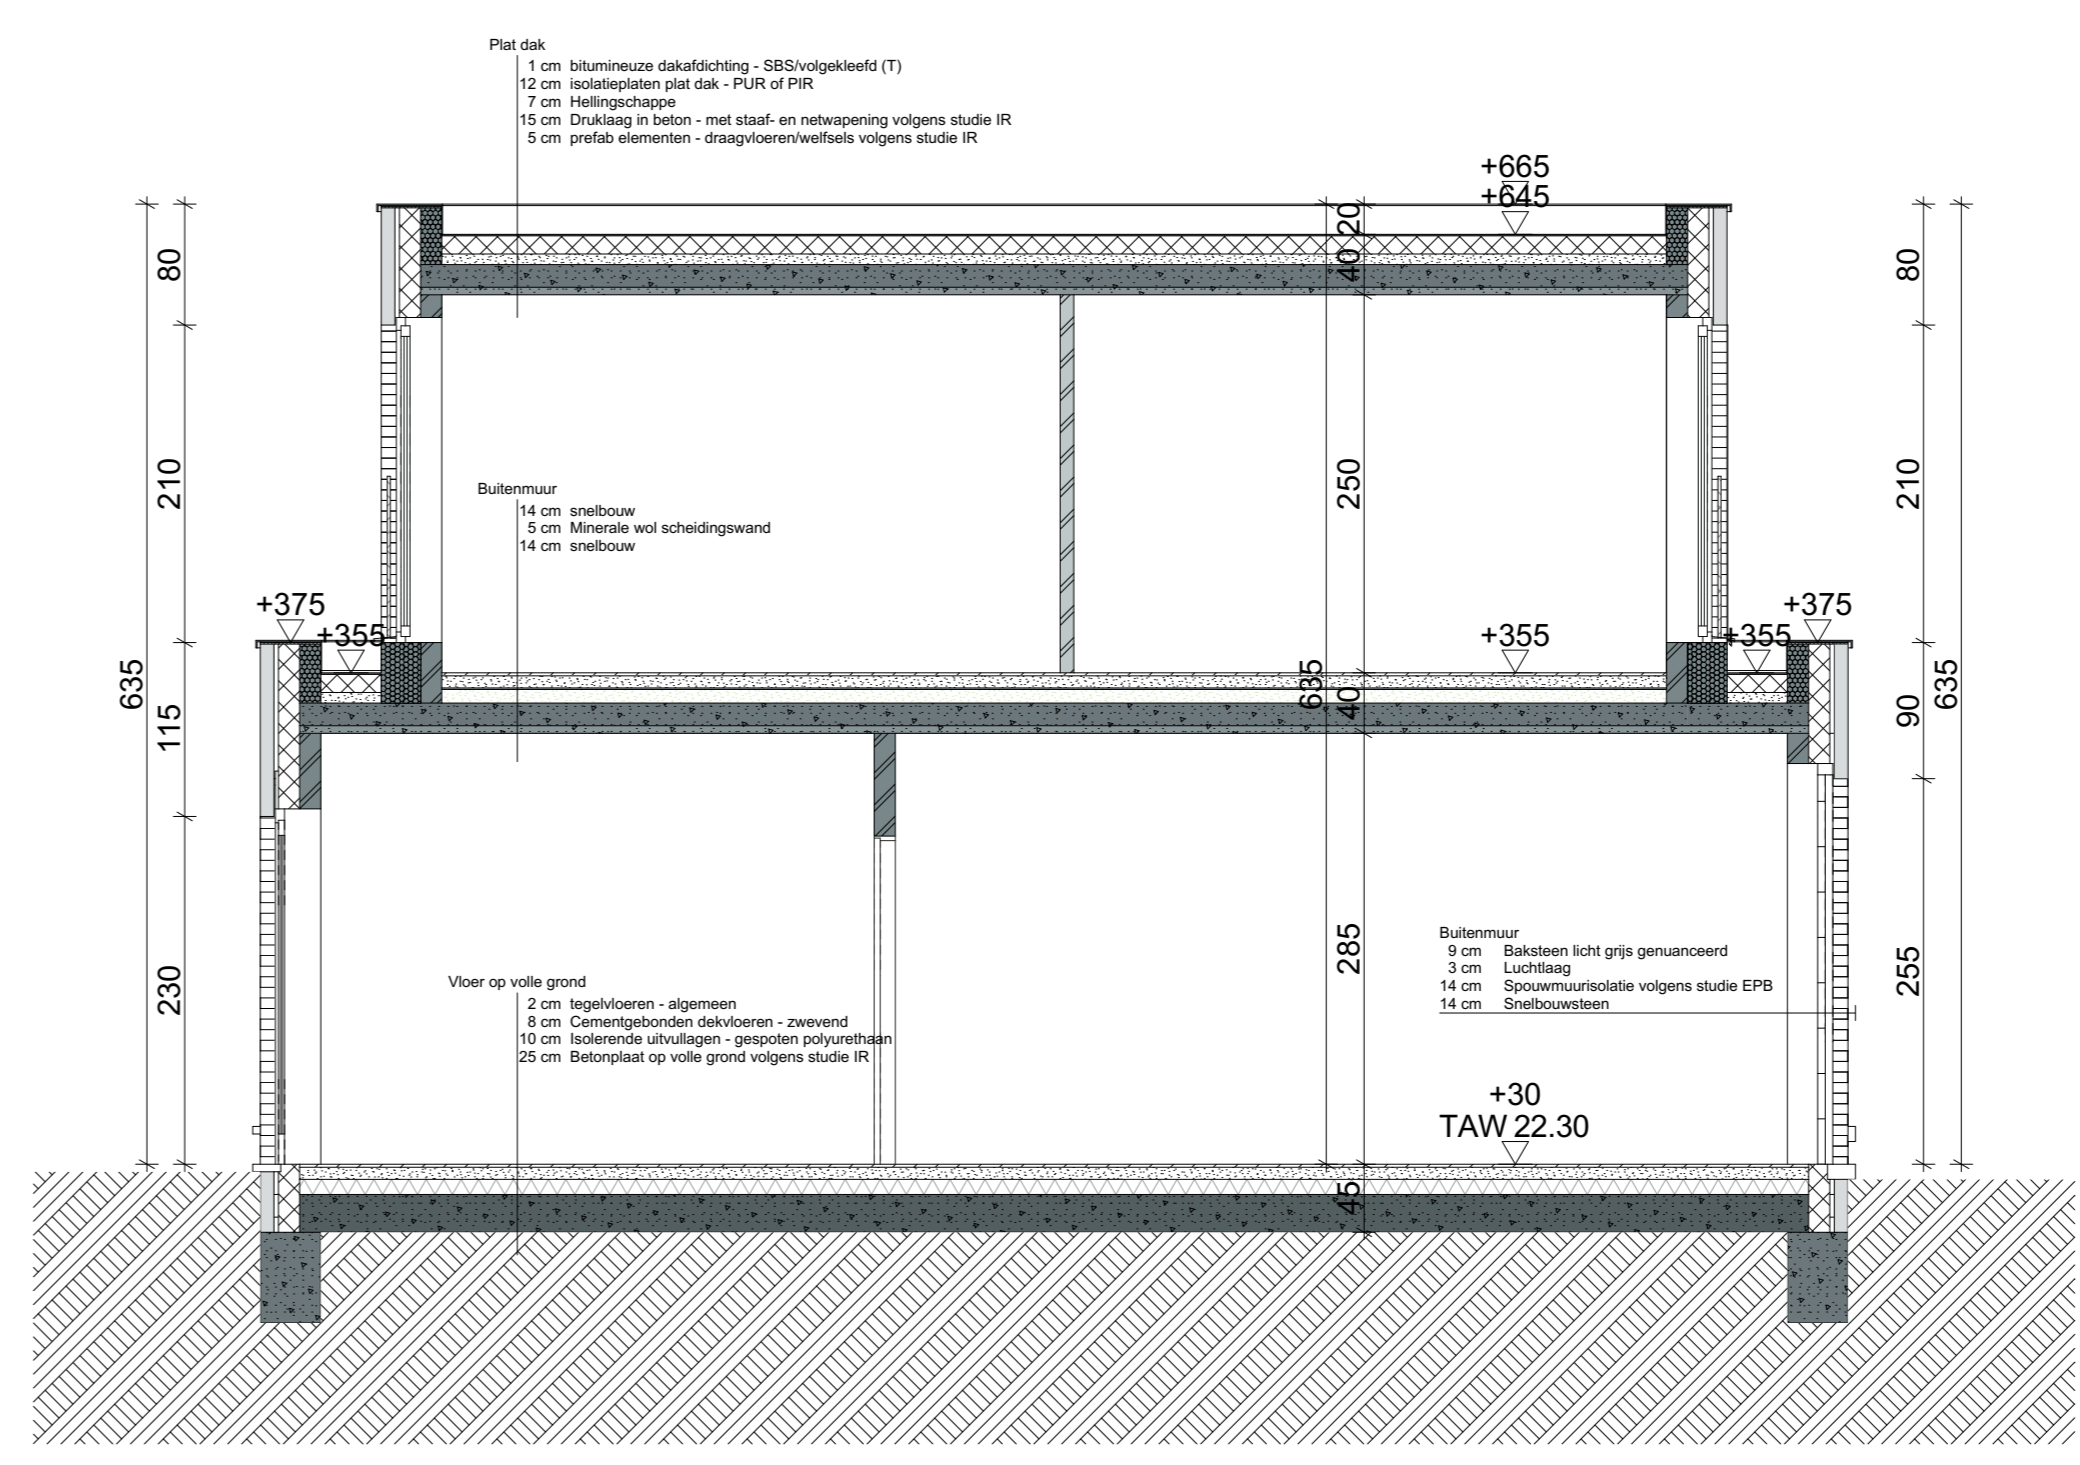 Plat dak
1 cm bitumineuze dakafdichting - SBS/volgekleefd (T)
12 cm isolatieplaten plat dak - PUR of PIR
7 cm Hellingschappe
15 cm Druklaag in beton - met staaf- en netwapening volgens studie IR
5 cm prefab elementen - draagvloeren/welfsels volgens studie IR
+665
+645
20
80
40
80
210
250
210
Buitenmuur
14 cm snelbouw
5 cm Minerale wol scheidingswand
14 cm snelbouw
+375
+355
+355
+375
+355
635
115
635
40
90
635
230
285
255
Buitenmuur
9 cm Baksteen licht grijs genuanceerd
3 cm Luchtlaag
14 cm Spouwmuurisolatie volgens studie EPB
14 cm Snelbouwsteen
Vloer op volle grond
2 cm tegelvloeren - algemeen
8 cm Cementgebonden dekvloeren - zwevend
10 cm Isolerende uitvullagen - gespoten polyurethaan
25 cm Betonplaat op volle grond volgens studie IR
+30
TAW 22.30
45